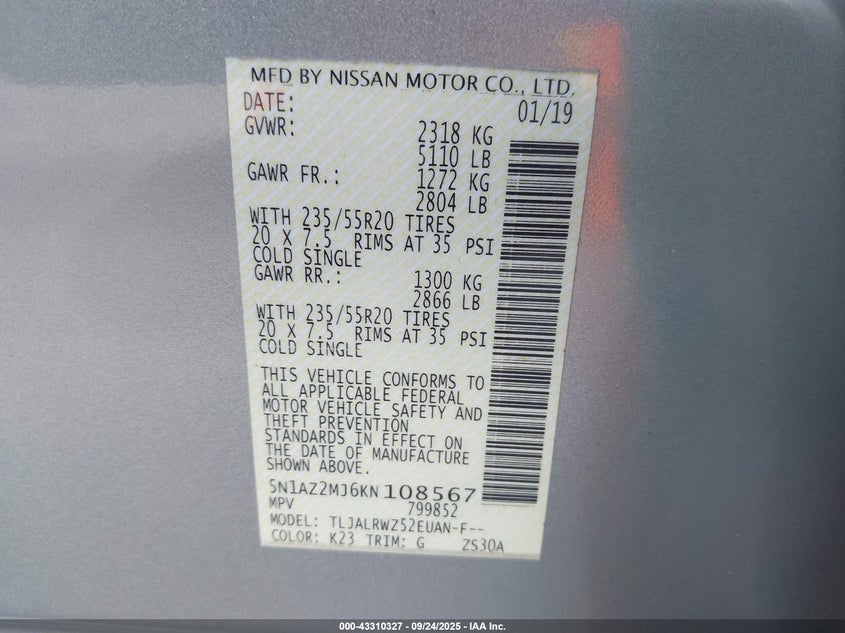 MFD BY NISSAN MOTOR CO., LTD.
DATE: 01/19
GVWR: 2318 KG
5110 LB
GAWR FR.: 1272 KG
2804 LB
WITH 235/55R20 TIRES
20 X 7.5 RIMS AT 35 PSI
COLD SINGLE
GAWR RR.: 1300 KG
2866 LB
WITH 235/55R20 TIRES
20 X 7.5 RIMS AT 35 PSI
COLD SINGLE
THIS VEHICLE CONFORMS TO
ALL APPLICABLE FEDERAL
MOTOR VEHICLE SAFETY AND
THEFT PREVENTION
STANDARDS IN EFFECT ON
THE DATE OF MANUFACTURE
SHOWN ABOVE.
5N1AZ2MJ6KN108567
MPV 799852
MODEL: TLJALRWZ52EUAN-F--
COLOR: K23 TRIM: G ZS30A
000-43310327 - 09/24/2025 - IAA Inc.